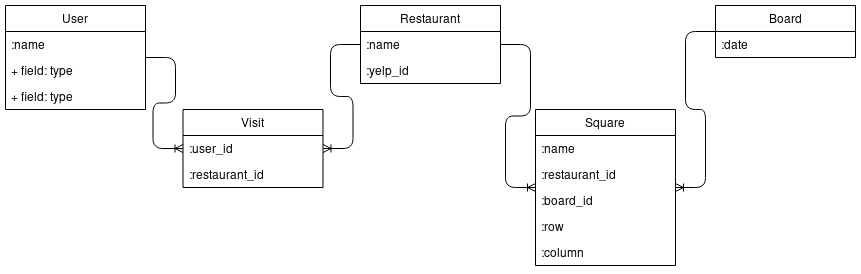 User
:name
+ field: type
+ field: type
Restaurant
:name
:yelp_id
Board
:date
Visit
:user_id
:restaurant_id
Square
:name
:restaurant_id
:board_id
:row
:column